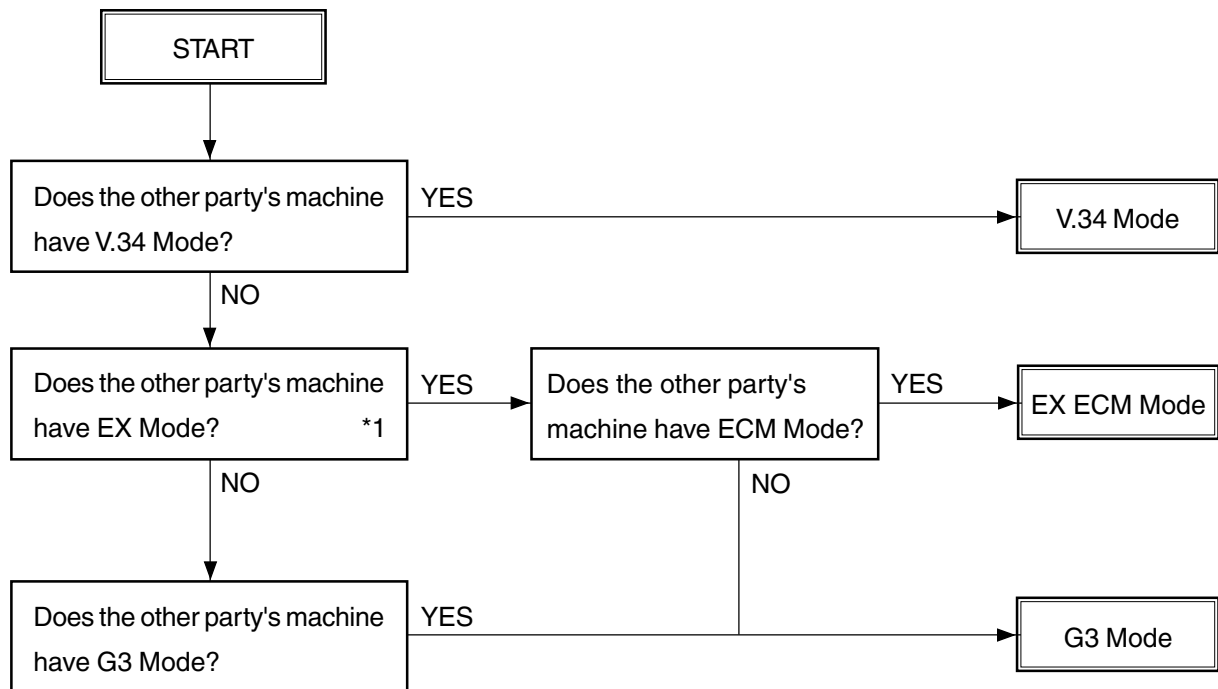 START
Does the other party's machine
have V.34 Mode?
YES
V.34 Mode
NO
Does the other party's machine
have EX Mode? *1
YES
Does the other party's
machine have ECM Mode?
YES
EX ECM Mode
NO
NO
Does the other party's machine
have G3 Mode?
YES
G3 Mode